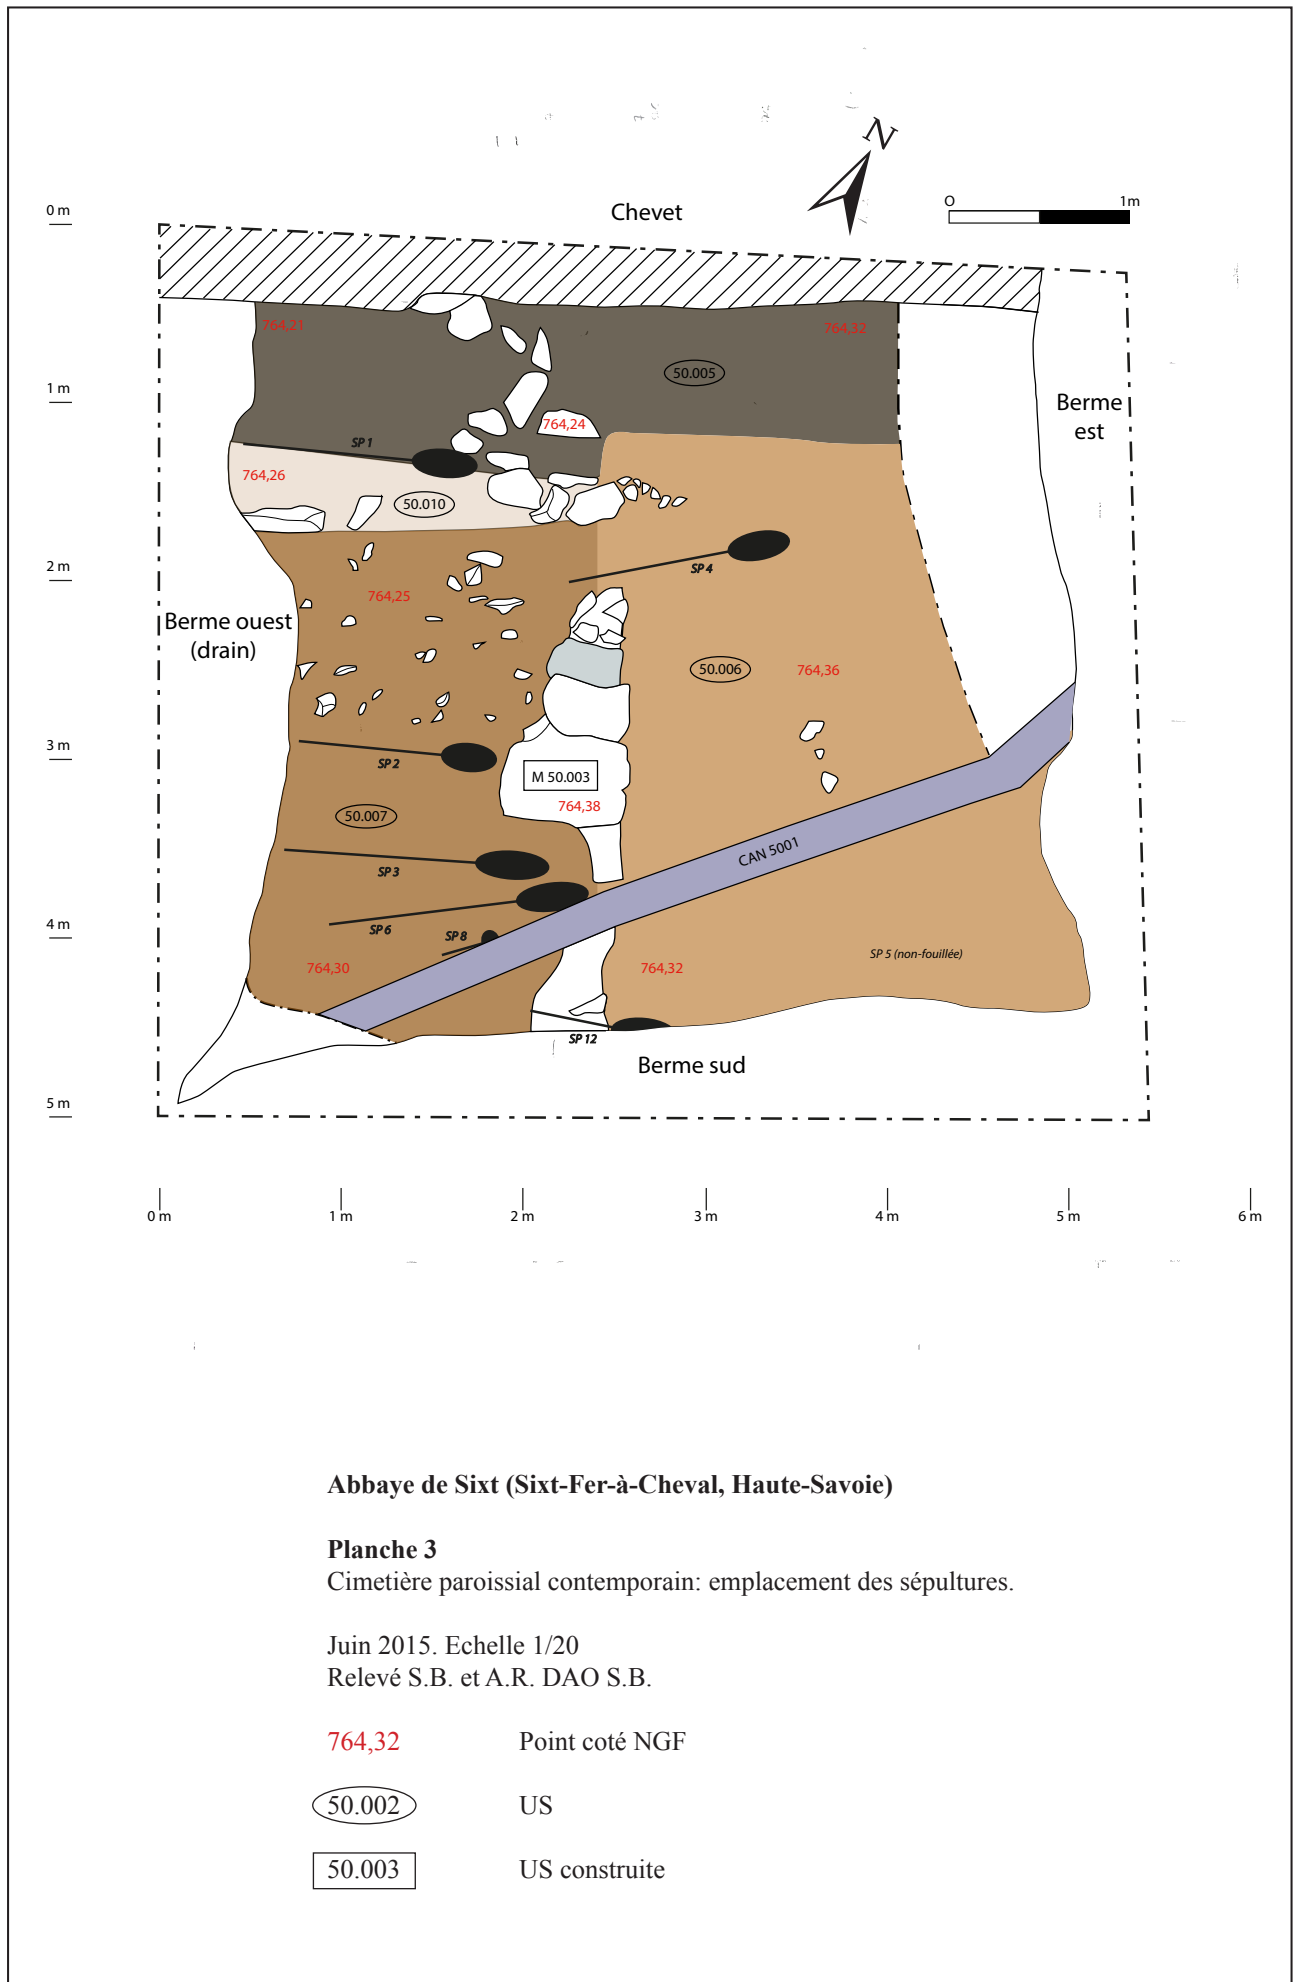 N
Chevet
O 1m
0 m
764,21
764,32
50.005
1 m
Berme
est
764,24
SP 1
764,26
50.010
2 m
SP 4
764,25
Berme ouest
(drain)
50.006
764,36
3 m
SP 2
M 50.003
764,38
50.007
CAN 5001
SP 3
SP 6
SP 8
4 m
SP 5 (non-fouillée)
764,30
764,32
SP 12
Berme sud
5 m
0 m 1 m 2 m 3 m 4 m 5 m 6 m
Abbaye de Sixt (Sixt-Fer-à-Cheval, Haute-Savoie)
Planche 3
Cimetière paroissial contemporain: emplacement des sépultures.
Juin 2015. Echelle 1/20
Relevé S.B. et A.R. DAO S.B.
764,32 Point coté NGF
50.002 US
50.003 US construite